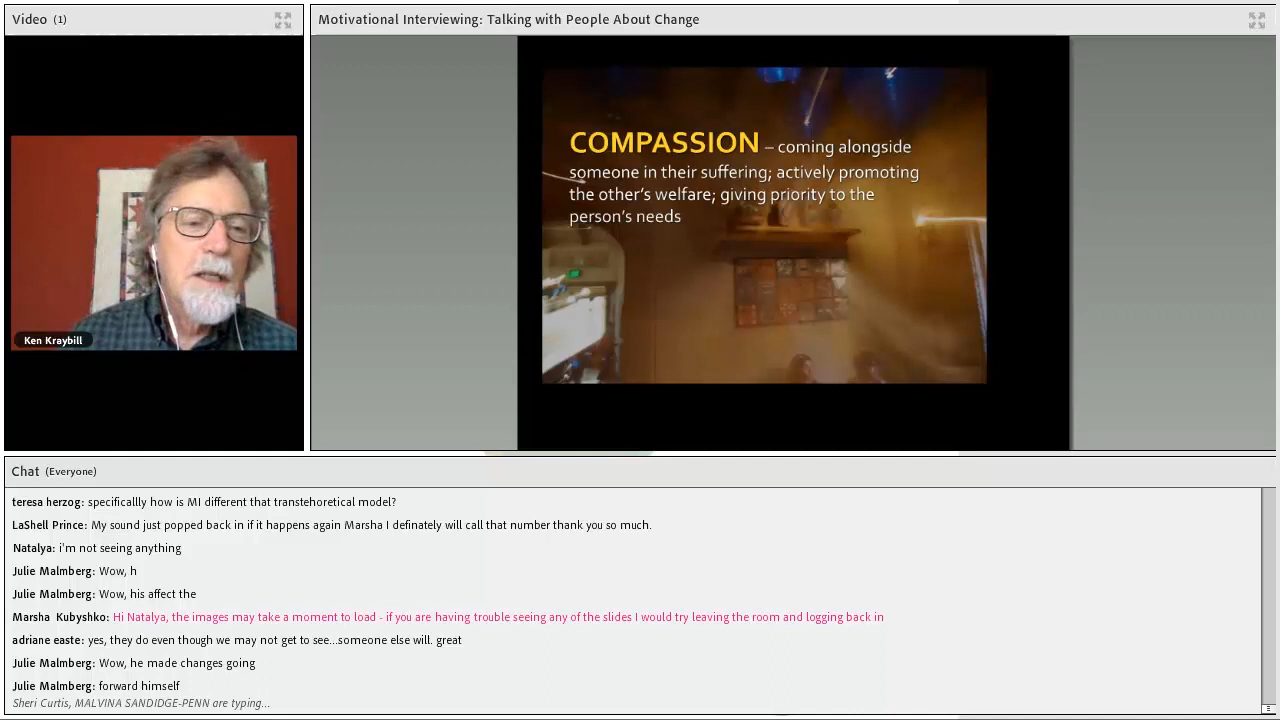 Video (1)
Motivational Interviewing: Talking with People About Change
Ken Kraybill
COMPASSION – coming alongside
someone in their suffering; actively promoting
the other's welfare; giving priority to the
person's needs
Chat (Everyone)
teresa herzog: specificallly how is MI different that transtehoretical model?
LaShell Prince: My sound just popped back in if it happens again Marsha I definately will call that number thank you so much.
Natalya: i'm not seeing anything
Julie Malmberg: Wow, h
Julie Malmberg: Wow, his affect the
Marsha Kubyshko: Hi Natalya, the images may take a moment to load - if you are having trouble seeing any of the slides I would try leaving the room and logging back in
adriane easte: yes, they do even though we may not get to see...someone else will. great
Julie Malmberg: Wow, he made changes going
Julie Malmberg: forward himself
Sheri Curtis, MALVINA SANDIDGE-PENN are typing...